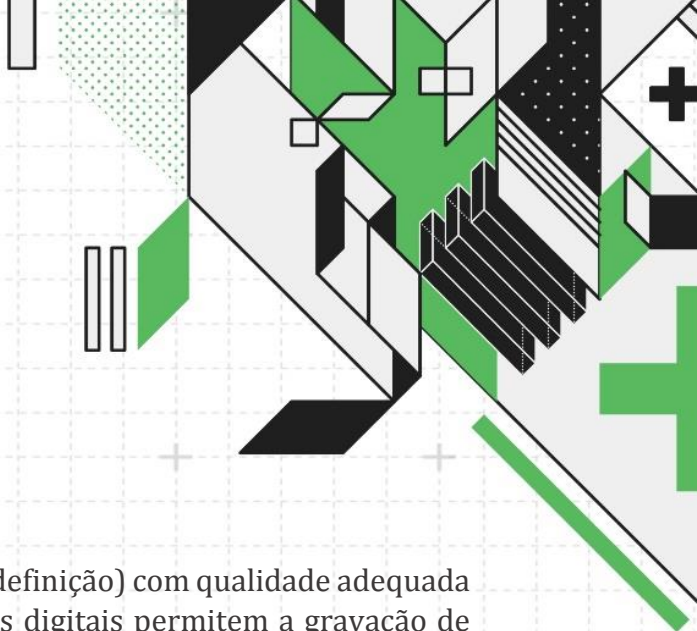 definição) com qualidade adequada
s digitais permitem a gravação de